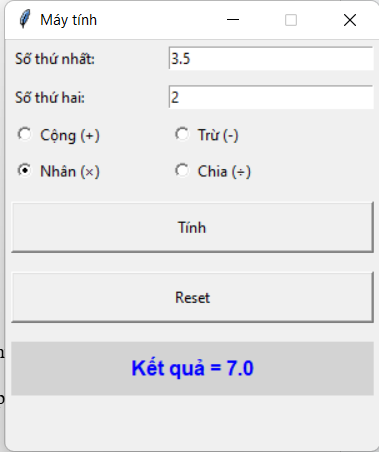 Máy tính
Số thứ nhất: 3.5
Số thứ hai: 2
Cộng (+) Trừ (-)
Nhân (×) Chia (÷)
Tính
Reset
Kết quả = 7.0